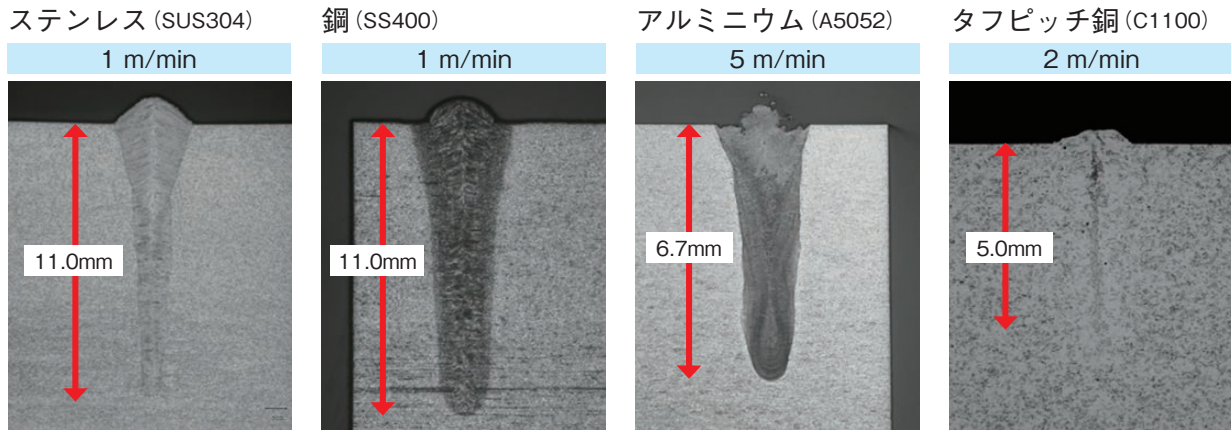 ステンレス(SUS304)
1 m/min
11.0mm
鋼(SS400)
1 m/min
11.0mm
アルミニウム(A5052)
5 m/min
6.7mm
タフピッチ銅(C1100)
2 m/min
5.0mm